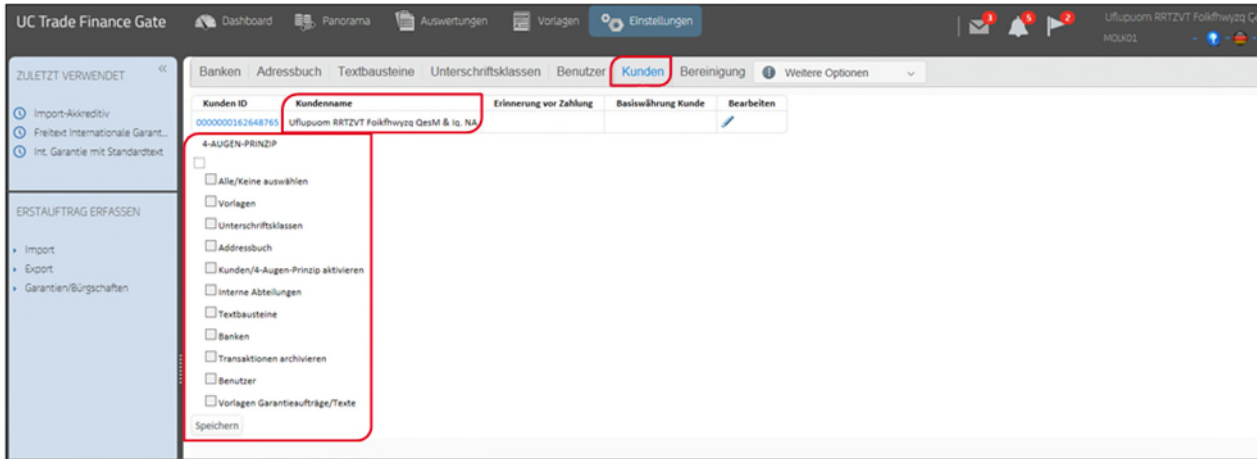 UC Trade Finance Gate Dashboard Panorama Auswertungen Vorlagen Einstellungen 3 5 2 Uflupuom RRTZVT Foikfhwyzq
MOLK01
ZULETZT VERWENDET «
Import-Akkreditiv
Freitext Internationale Garant...
Int. Garantie mit Standardtext
ERSTAUFTRAG ERFASSEN
Import
Export
Garantien/Bürgschaften
Banken Adressbuch Textbausteine Unterschriftsklassen Benutzer Kunden Bereinigung Weitere Optionen
Kunden ID Kundenname Erinnerung vor Zahlung Basiswährung Kunde Bearbeiten
0000000162648765 Uflupuom RRTZVT Foikfhwyzq QesM & Iq. NA
4-AUGEN-PRINZIP
Alle/Keine auswählen
Vorlagen
Unterschriftsklassen
Addressbuch
Kunden/4-Augen-Prinzip aktivieren
Interne Abteilungen
Textbausteine
Banken
Transaktionen archivieren
Benutzer
Vorlagen Garantieaufträge/Texte
Speichern